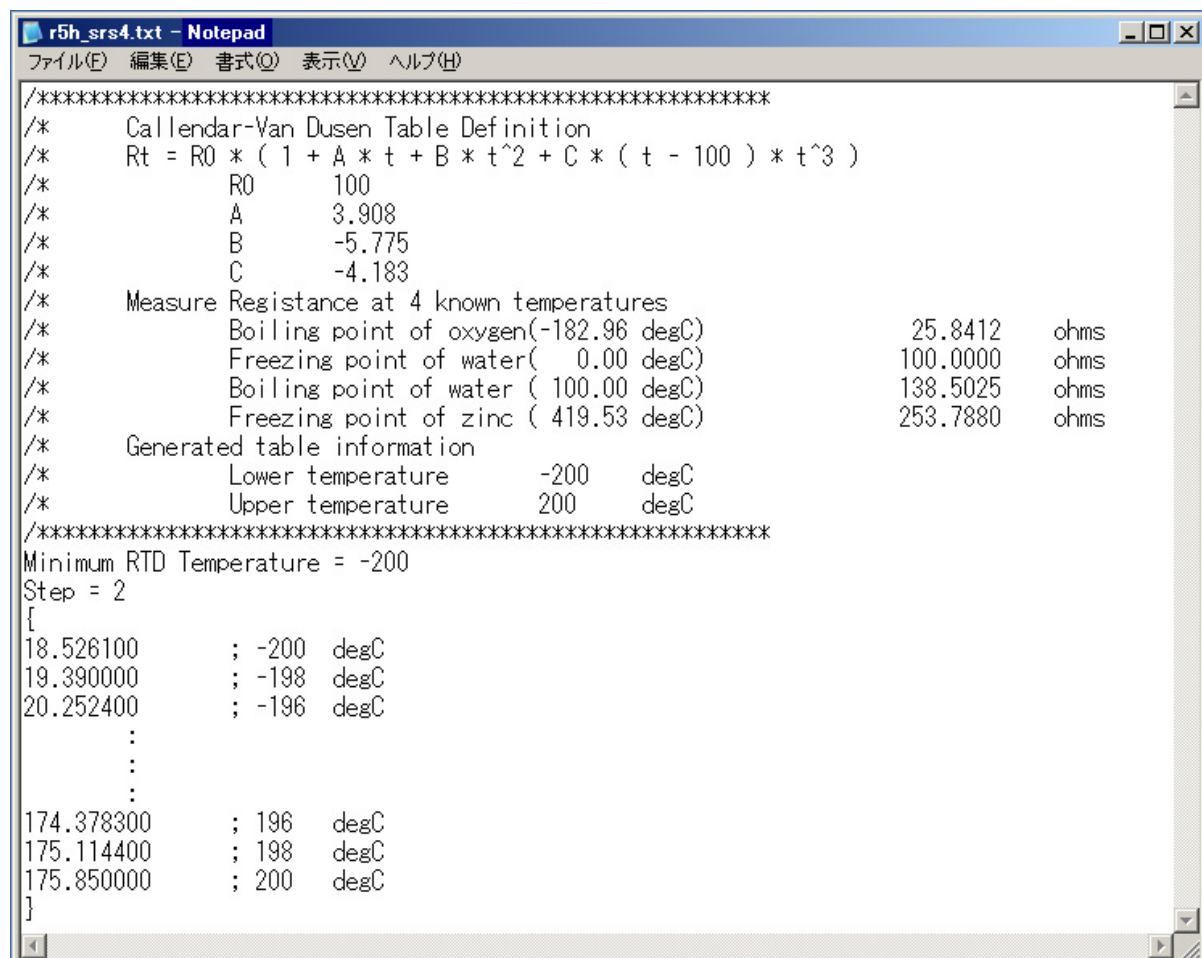 r5h_srs4.txt - Notepad
ファイル(F) 編集(E) 書式(O) 表示(V) ヘルプ(H)
/*********************************************************
/* Callendar-Van Dusen Table Definition
/* Rt = R0 * ( 1 + A * t + B * t^2 + C * ( t - 100 ) * t^3 )
/* R0 100
/* A 3.908
/* B -5.775
/* C -4.183
/* Measure Registance at 4 known temperatures
/* Boiling point of oxygen(-182.96 degC) 25.8412 ohms
/* Freezing point of water( 0.00 degC) 100.0000 ohms
/* Boiling point of water ( 100.00 degC) 138.5025 ohms
/* Freezing point of zinc ( 419.53 degC) 253.7880 ohms
/* Generated table information
/* Lower temperature -200 degC
/* Upper temperature 200 degC
/*********************************************************
Minimum RTD Temperature = -200
Step = 2
{
18.526100 ; -200 degC
19.390000 ; -198 degC
20.252400 ; -196 degC
:
:
:
174.378300 ; 196 degC
175.114400 ; 198 degC
175.850000 ; 200 degC
}